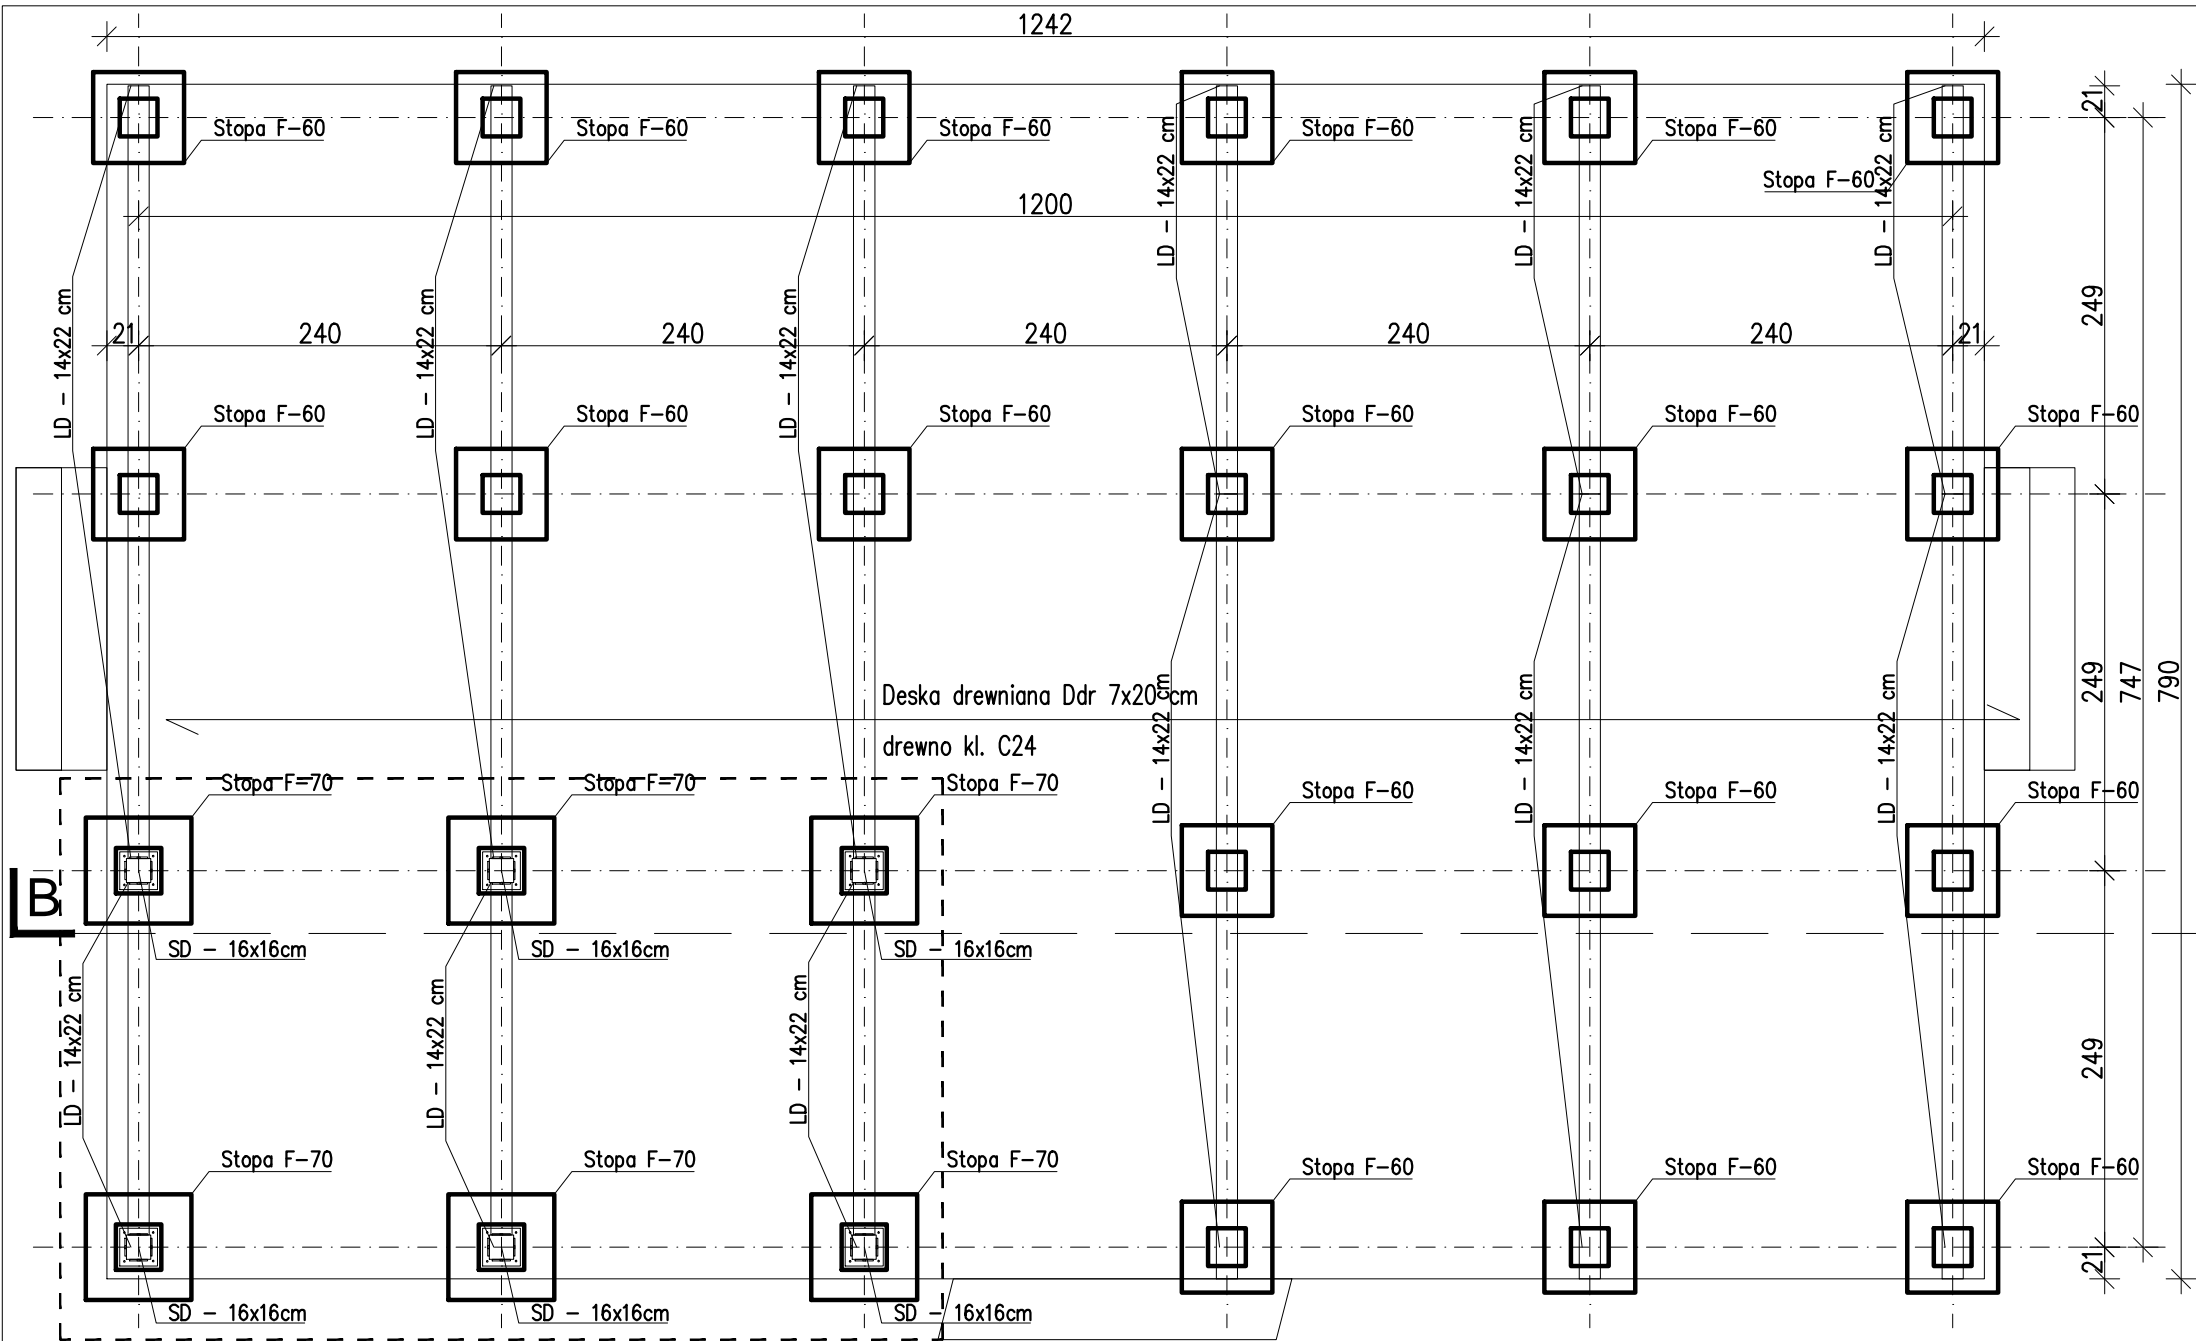 1242
21
Stopa F-60
Stopa F-60
Stopa F-60
Stopa F-60
Stopa F-60
Stopa F-60
LD - 14x22 cm
LD - 14x22 cm
LD - 14x22 cm
1200
249
LD - 14x22 cm
LD - 14x22 cm
LD - 14x22 cm
21
240
240
240
240
240
21
Stopa F-60
Stopa F-60
Stopa F-60
Stopa F-60
Stopa F-60
Stopa F-60
Deska drewniana Ddr 7x20 cm
drewno kl. C24
249
747
790
LD - 14x22 cm
LD - 14x22 cm
LD - 14x22 cm
Stopa F-70
Stopa F-70
Stopa F-70
Stopa F-60
Stopa F-60
Stopa F-60
B
SD - 16x16cm
SD - 16x16cm
SD - 16x16cm
LD - 14x22 cm
LD - 14x22 cm
LD - 14x22 cm
249
Stopa F-70
Stopa F-70
Stopa F-70
Stopa F-60
Stopa F-60
Stopa F-60
21
SD - 16x16cm
SD - 16x16cm
SD - 16x16cm